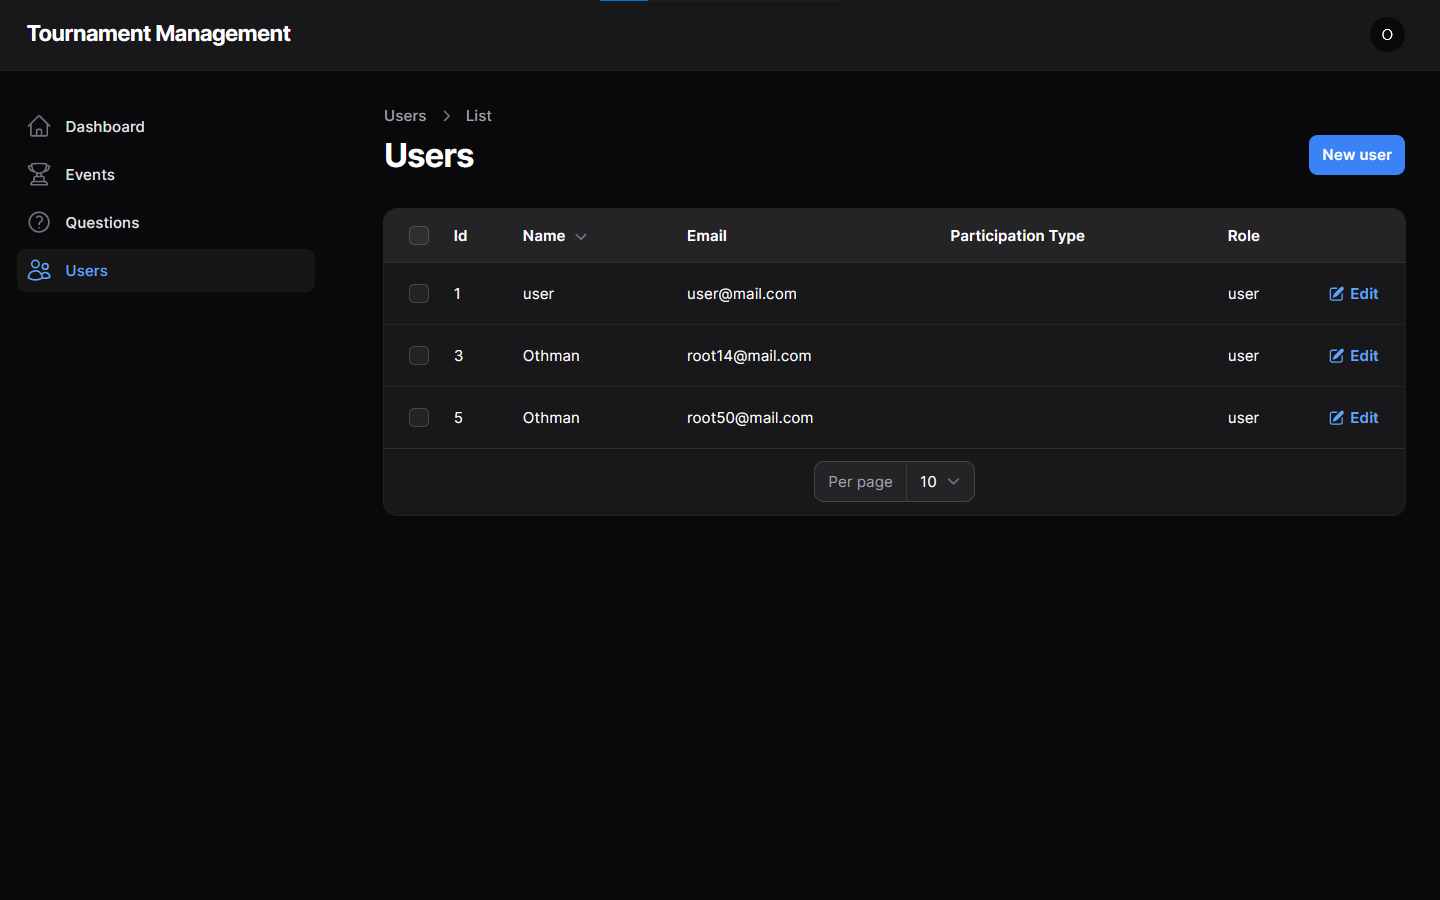 Tournament Management
O
Dashboard
Events
Questions
Users
Users > List
Users
New user
Id Name Email Participation Type Role
1 user user@mail.com user Edit
3 Othman root14@mail.com user Edit
5 Othman root50@mail.com user Edit
Per page 10